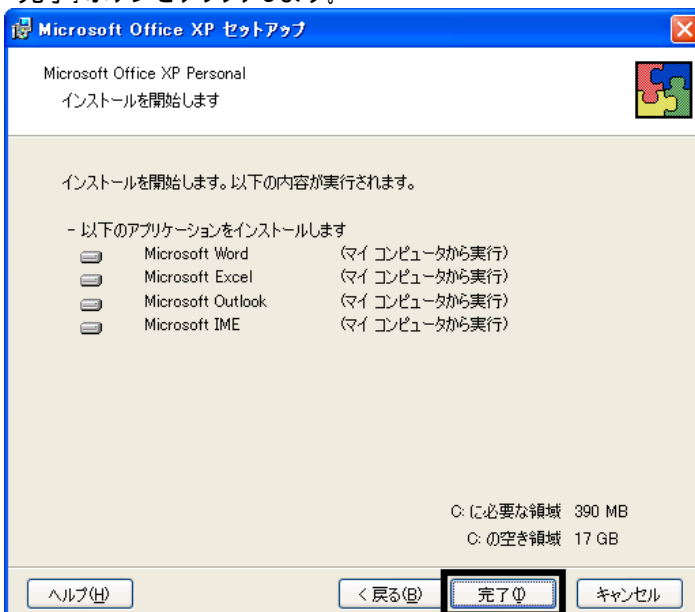 Microsoft Office XP セットアップ
Microsoft Office XP Personal
インストールを開始します
インストールを開始します。以下の内容が実行されます。
- 以下のアプリケーションをインストールします
Microsoft Word (マイ コンピュータから実行)
Microsoft Excel (マイ コンピュータから実行)
Microsoft Outlook (マイ コンピュータから実行)
Microsoft IME (マイ コンピュータから実行)
C: に必要な領域 390 MB
C: の空き領域 17 GB
ヘルプ(H) < 戻る(B) 完了(I) キャンセル